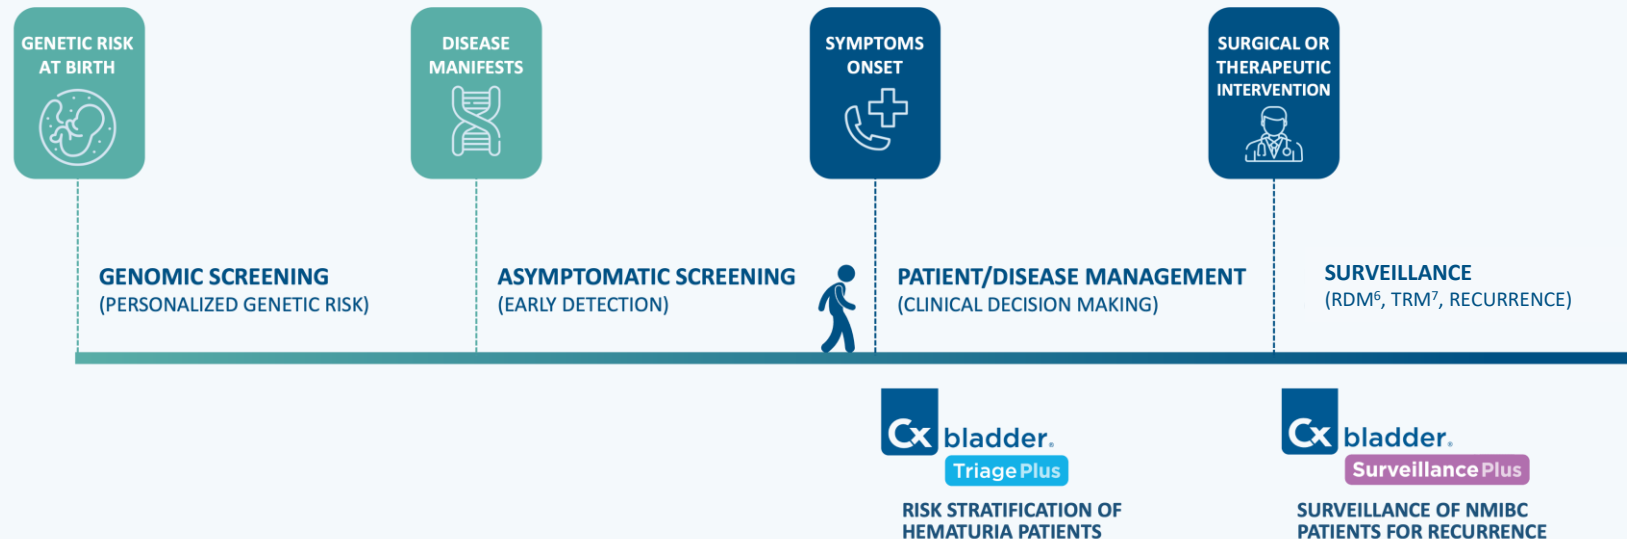 GENETIC RISK
AT BIRTH
DISEASE
MANIFESTS
SYMPTOMS
ONSET
SURGICAL OR
THERAPEUTIC
INTERVENTION
GENOMIC SCREENING
(PERSONALIZED GENETIC RISK)
ASYMPTOMATIC SCREENING
(EARLY DETECTION)
PATIENT/DISEASE MANAGEMENT
(CLINICAL DECISION MAKING)
SURVEILLANCE
(RDM⁶, TRM⁷, RECURRENCE)
Cx bladder®
Triage Plus
RISK STRATIFICATION OF
HEMATURIA PATIENTS
Cx bladder®
Surveillance Plus
SURVEILLANCE OF NMIBC
PATIENTS FOR RECURRENCE